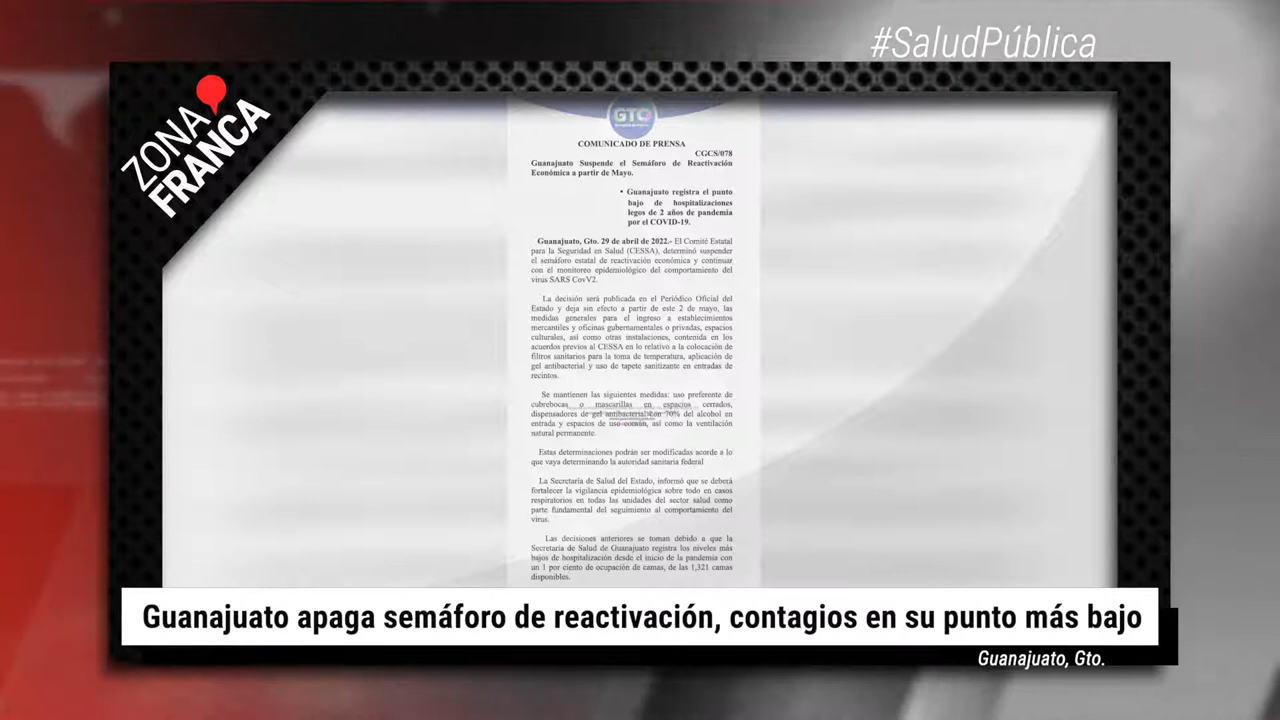 #SaludPública
ZONA
FRANCA
GTO
COMUNICADO DE PRENSA
CGCS/078
Guanajuato Suspende el Semáforo de Reactivación
Económica a partir de Mayo.
• Guanajuato registra el punto
bajo de hospitalizaciones
legos de 2 años de pandemia
por el COVID-19.
Guanajuato, Gto. 29 de abril de 2022.- El Comité Estatal
para la Seguridad en Salud (CESSA), determinó suspender
el semáforo estatal de reactivación económica y continuar
con el monitoreo epidemiológico del comportamiento del
virus SARS CovV2.
La decisión será publicada en el Periódico Oficial del
Estado y deja sin efecto a partir de este 2 de mayo, las
medidas generales para el ingreso a establecimientos
mercantiles y oficinas gubernamentales o privadas, espacios
culturales, así como otras instalaciones, contenida en los
acuerdos previos al CESSA en lo relativo a la colocación de
filtros sanitarios para la toma de temperatura, aplicación de
gel antibacterial y uso de tapete sanitizante en entradas de
recintos.
Se mantienen las siguientes medidas: uso preferente de
cubrebocas o mascarillas en espacios cerrados,
dispensadores de gel antibacterial con 70% del alcohol en
entrada y espacios de uso común, así como la ventilación
natural permanente.
Estas determinaciones podrán ser modificadas acorde a lo
que vaya determinando la autoridad sanitaria federal
La Secretaría de Salud del Estado, informó que se deberá
fortalecer la vigilancia epidemiológica sobre todo en casos
respiratorios en todas las unidades del sector salud como
parte fundamental del seguimiento al comportamiento del
virus.
Las decisiones anteriores se toman debido a que la
Secretaría de Salud de Guanajuato registra los niveles más
bajos de hospitalización desde el inicio de la pandemia con
un 1 por ciento de ocupación de camas, de las 1,321 camas
disponibles.
Guanajuato apaga semáforo de reactivación, contagios en su punto más bajo
Guanajuato, Gto.